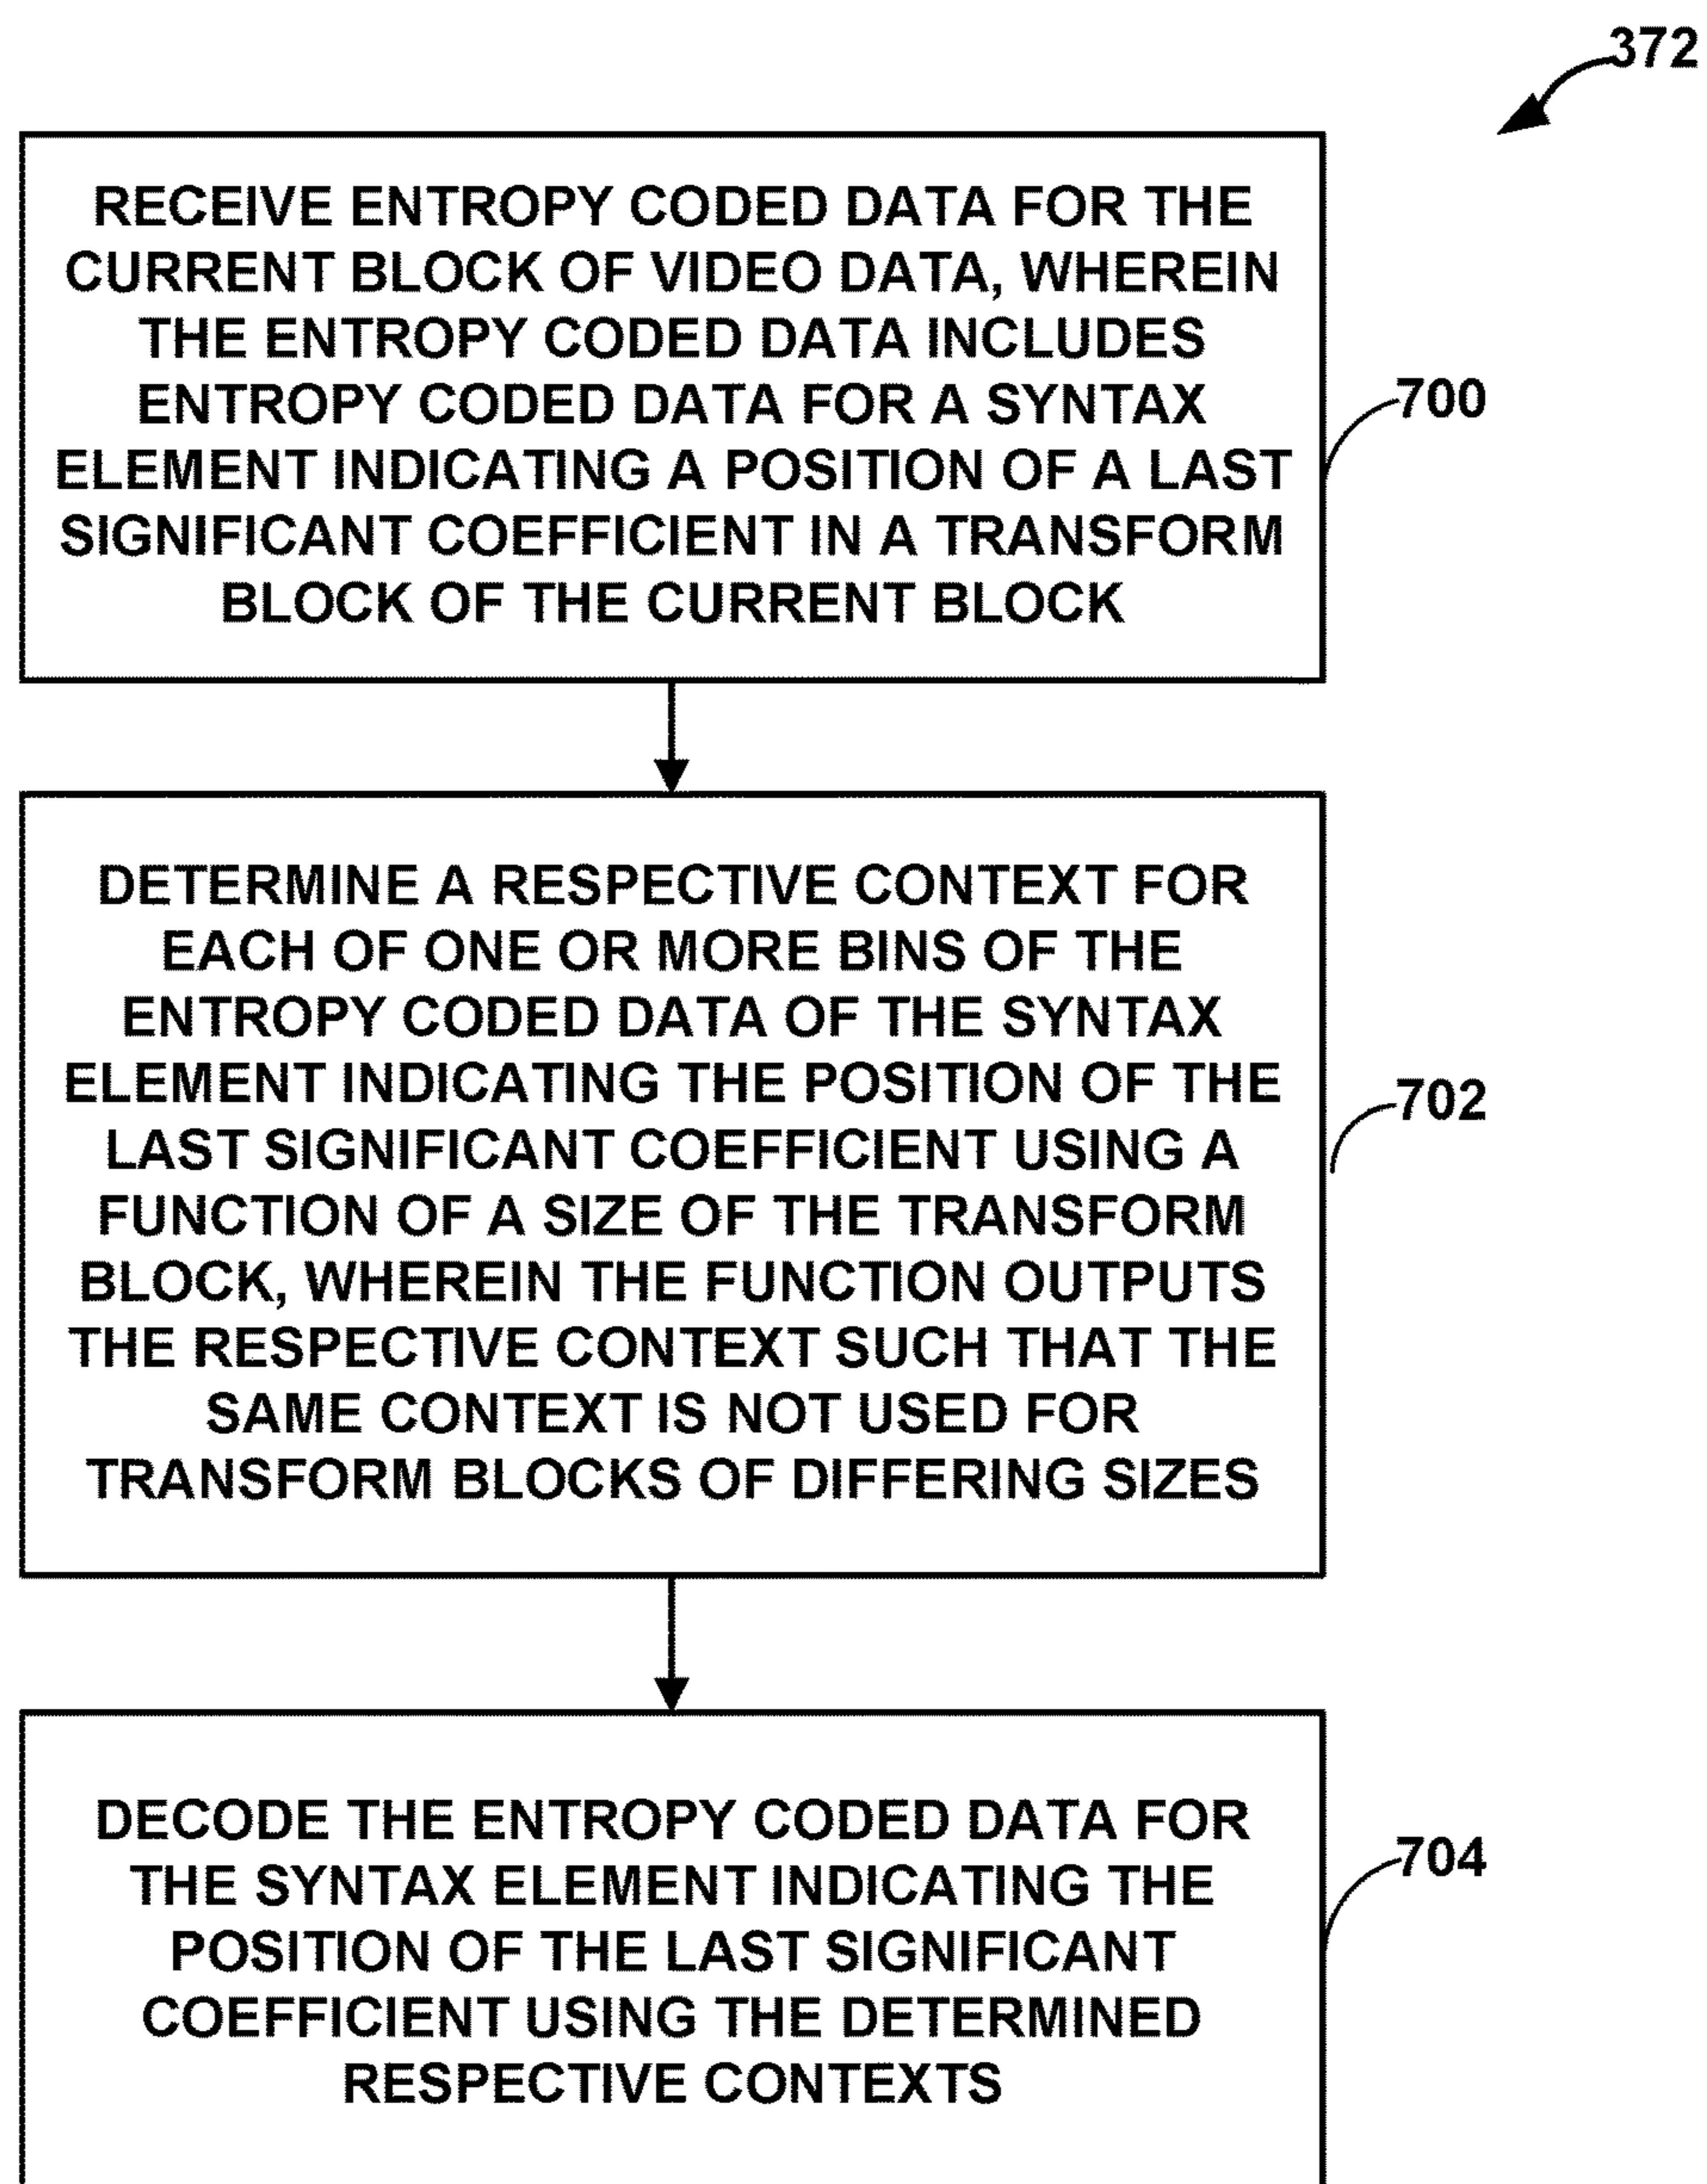 372
RECEIVE ENTROPY CODED DATA FOR THE
CURRENT BLOCK OF VIDEO DATA, WHEREIN
THE ENTROPY CODED DATA INCLUDES
ENTROPY CODED DATA FOR A SYNTAX
ELEMENT INDICATING A POSITION OF A LAST
SIGNIFICANT COEFFICIENT IN A TRANSFORM
BLOCK OF THE CURRENT BLOCK
700
DETERMINE A RESPECTIVE CONTEXT FOR
EACH OF ONE OR MORE BINS OF THE
ENTROPY CODED DATA OF THE SYNTAX
ELEMENT INDICATING THE POSITION OF THE
LAST SIGNIFICANT COEFFICIENT USING A
FUNCTION OF A SIZE OF THE TRANSFORM
BLOCK, WHEREIN THE FUNCTION OUTPUTS
THE RESPECTIVE CONTEXT SUCH THAT THE
SAME CONTEXT IS NOT USED FOR
TRANSFORM BLOCKS OF DIFFERING SIZES
702
DECODE THE ENTROPY CODED DATA FOR
THE SYNTAX ELEMENT INDICATING THE
POSITION OF THE LAST SIGNIFICANT
COEFFICIENT USING THE DETERMINED
RESPECTIVE CONTEXTS
704